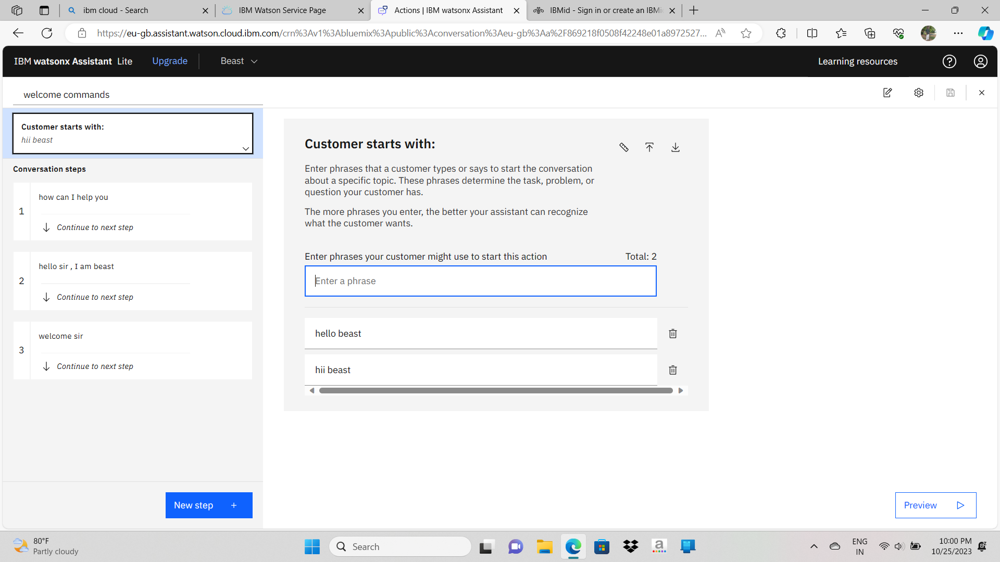 ibm cloud - Search
IBM Watson Service Page
Actions | IBM watsonx Assistant
IBMid - Sign in or create an IBMi
https://eu-gb.assistant.watson.cloud.ibm.com/crn%3Av1%3Abluemix%3Apublic%3Aconversation%3Aeu-gb%3Aa%2F869218f0508f42248e01a8972527...
IBM watsonx Assistant Lite
Upgrade
Beast
Learning resources
welcome commands
Customer starts with:
hii beast
Conversation steps
1
how can I help you
Continue to next step
2
hello sir , I am beast
Continue to next step
3
welcome sir
Continue to next step
New step +
Customer starts with:
Enter phrases that a customer types or says to start the conversation
about a specific topic. These phrases determine the task, problem, or
question your customer has.
The more phrases you enter, the better your assistant can recognize
what the customer wants.
Enter phrases your customer might use to start this action
Total: 2
Enter a phrase
hello beast
hii beast
Preview
80°F
Partly cloudy
Search
a
ENG
IN
10:00 PM
10/25/2023